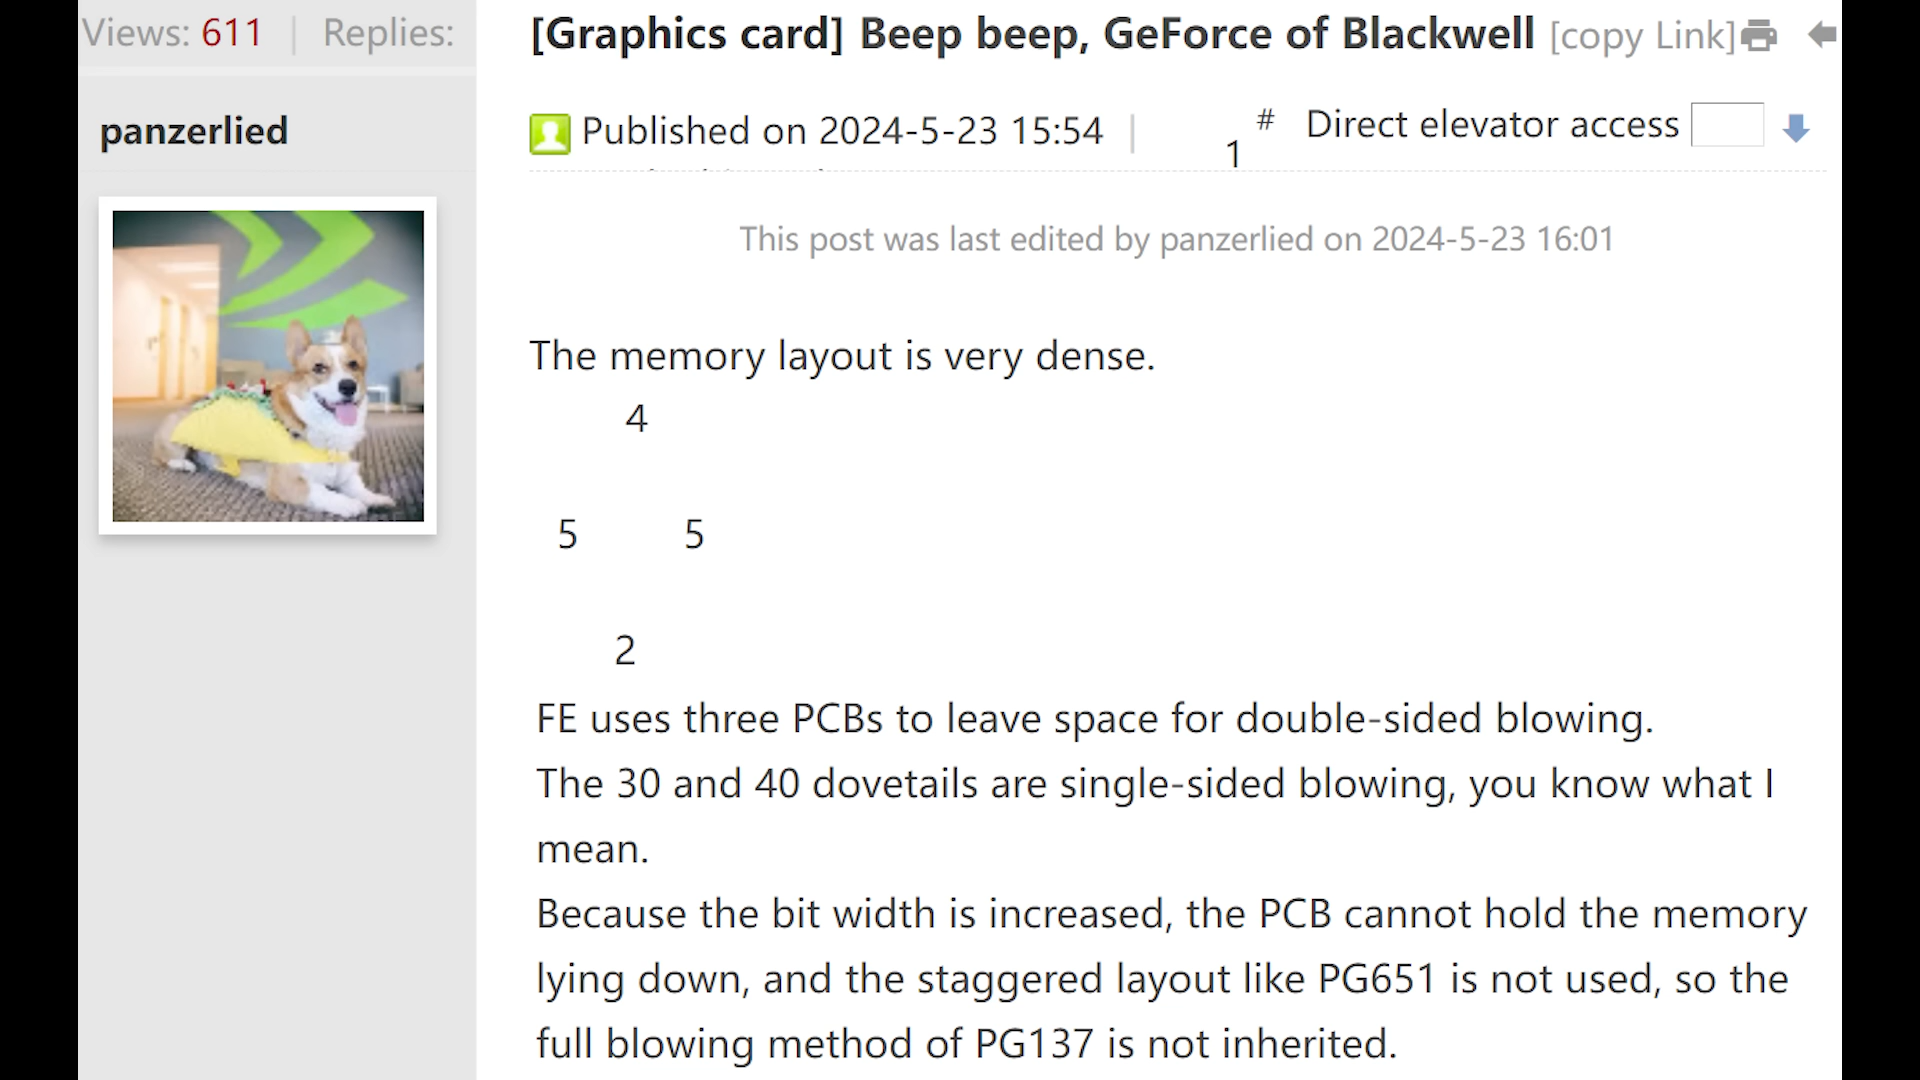 Views: 611 | Replies:
[Graphics card] Beep beep, GeForce of Blackwell [copy Link]
panzerlied
Published on 2024-5-23 15:54 |
1 # Direct elevator access
This post was last edited by panzerlied on 2024-5-23 16:01
The memory layout is very dense.
4
5 5
2
FE uses three PCBs to leave space for double-sided blowing.
The 30 and 40 dovetails are single-sided blowing, you know what I
mean.
Because the bit width is increased, the PCB cannot hold the memory
lying down, and the staggered layout like PG651 is not used, so the
full blowing method of PG137 is not inherited.